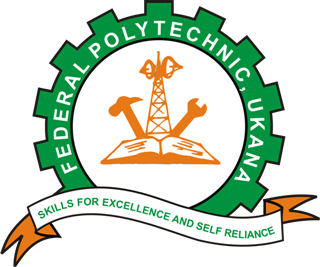 FEDERAL POLYTECHNIC, UKANA
SKILLS FOR EXCELLENCE AND SELF RELIANCE